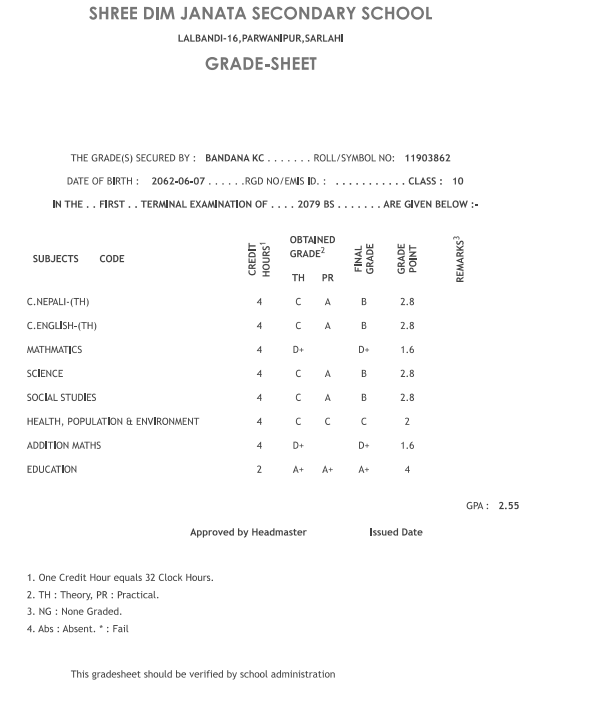 SHREE DIM JANATA SECONDARY SCHOOL
LALBANDI-16,PARWANIPUR,SARLAHI
GRADE-SHEET
THE GRADE(S) SECURED BY : BANDANA KC . . . . . . . ROLL/SYMBOL NO: 11903862
DATE OF BIRTH : 2062-06-07 . . . . . .RGD NO/EMIS ID. : . . . . . . . . . . . CLASS : 10
IN THE . . FIRST . . TERMINAL EXAMINATION OF . . . . 2079 BS . . . . . . . ARE GIVEN BELOW :-
SUBJECTS CODE CREDIT HOURS1 OBTAINED GRADE2 FINAL GRADE GRADE POINT REMARKS3
TH PR
C.NEPALI-(TH) 4 C A B 2.8
C.ENGLISH-(TH) 4 C A B 2.8
MATHMATICS 4 D+ D+ 1.6
SCIENCE 4 C A B 2.8
SOCIAL STUDIES 4 C A B 2.8
HEALTH, POPULATION & ENVIRONMENT 4 C C C 2
ADDITION MATHS 4 D+ D+ 1.6
EDUCATION 2 A+ A+ A+ 4
GPA : 2.55
Approved by Headmaster Issued Date
1. One Credit Hour equals 32 Clock Hours.
2. TH : Theory, PR : Practical.
3. NG : None Graded.
4. Abs : Absent. * : Fail
This gradesheet should be verified by school administration